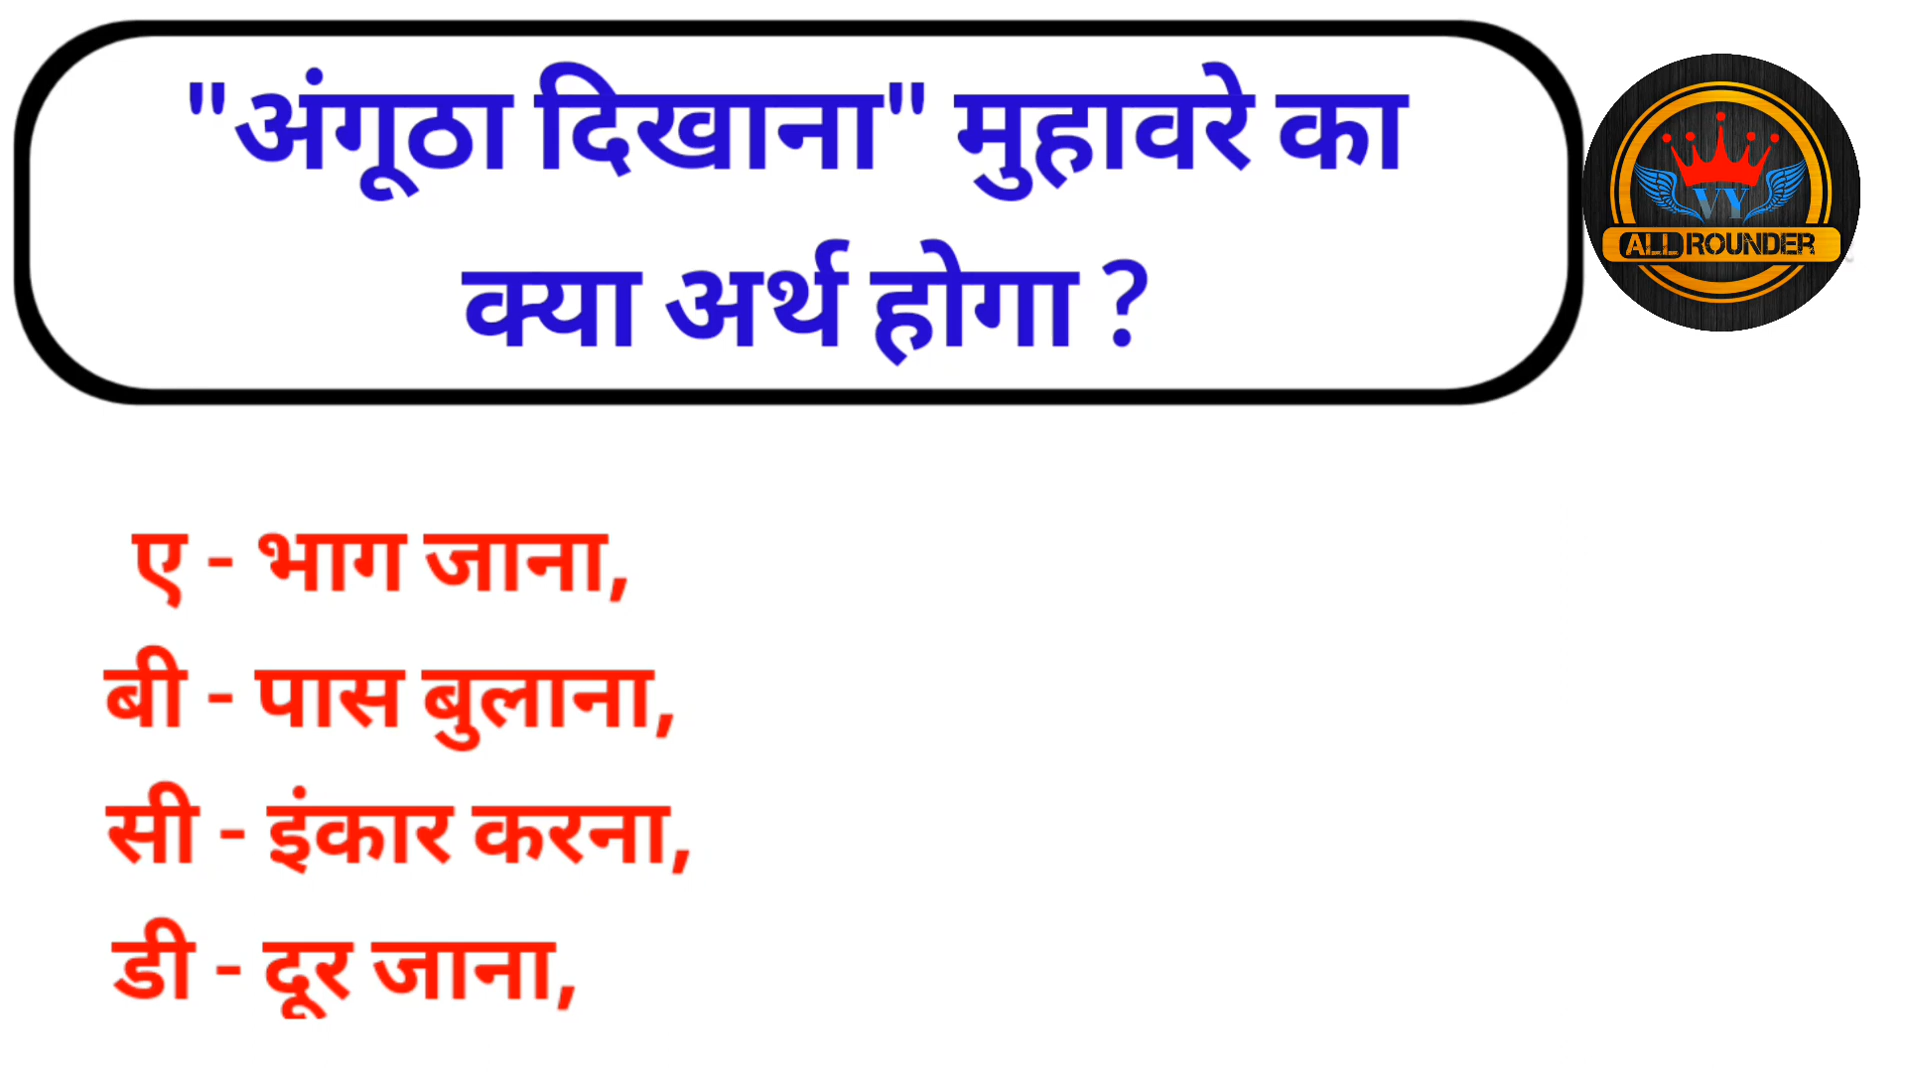 "अंगूठा दिखाना" मुहावरे का
क्या अर्थ होगा ?
VY
ALL ROUNDER
ए - भाग जाना,
बी - पास बुलाना,
सी - इंकार करना,
डी - दूर जाना,